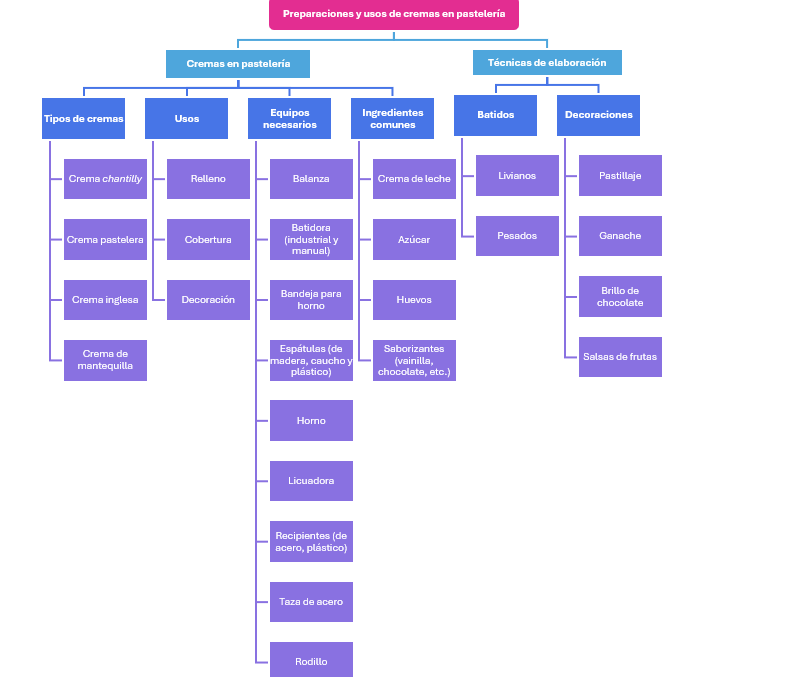 Preparaciones y usos de cremas en pastelería
Cremas en pastelería
Técnicas de elaboración
Tipos de cremas
Usos
Equipos
necesarios
Ingredientes
comunes
Batidos
Decoraciones
Crema chantilly
Crema pastelera
Crema inglesa
Crema de
mantequilla
Relleno
Cobertura
Decoración
Balanza
Batidora
(industrial y
manual)
Bandeja para
horno
Espátulas (de
madera, caucho y
plástico)
Horno
Licuadora
Recipientes (de
acero, plástico)
Taza de acero
Rodillo
Crema de leche
Azúcar
Huevos
Saborizantes
(vainilla,
chocolate, etc.)
Livianos
Pesados
Pastillaje
Ganache
Brillo de
chocolate
Salsas de frutas